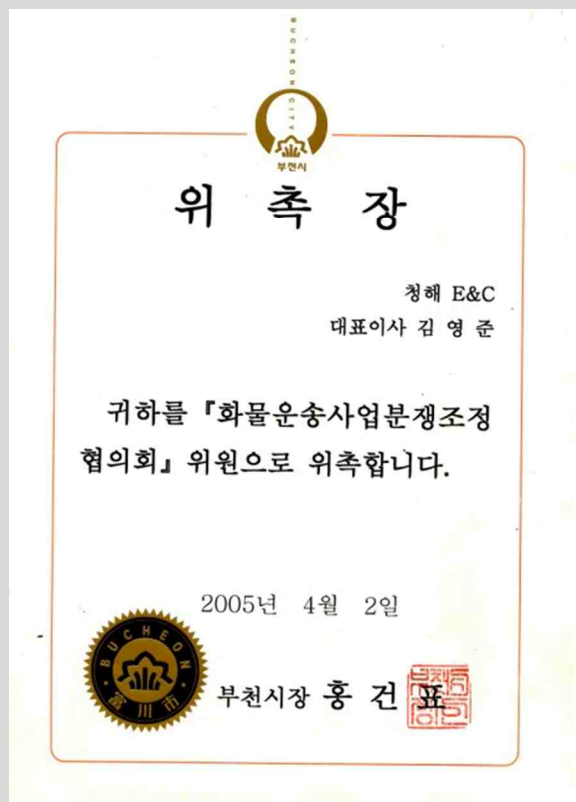 BUCHEON CITY
부천시
위 촉 장
청해 E&C
대표이사 김 영 준
귀하를 『화물운송사업분쟁조정
협의회』 위원으로 위촉합니다.
2005년 4월 2일
BUCHEON
富川市
부천시장 홍 건 표